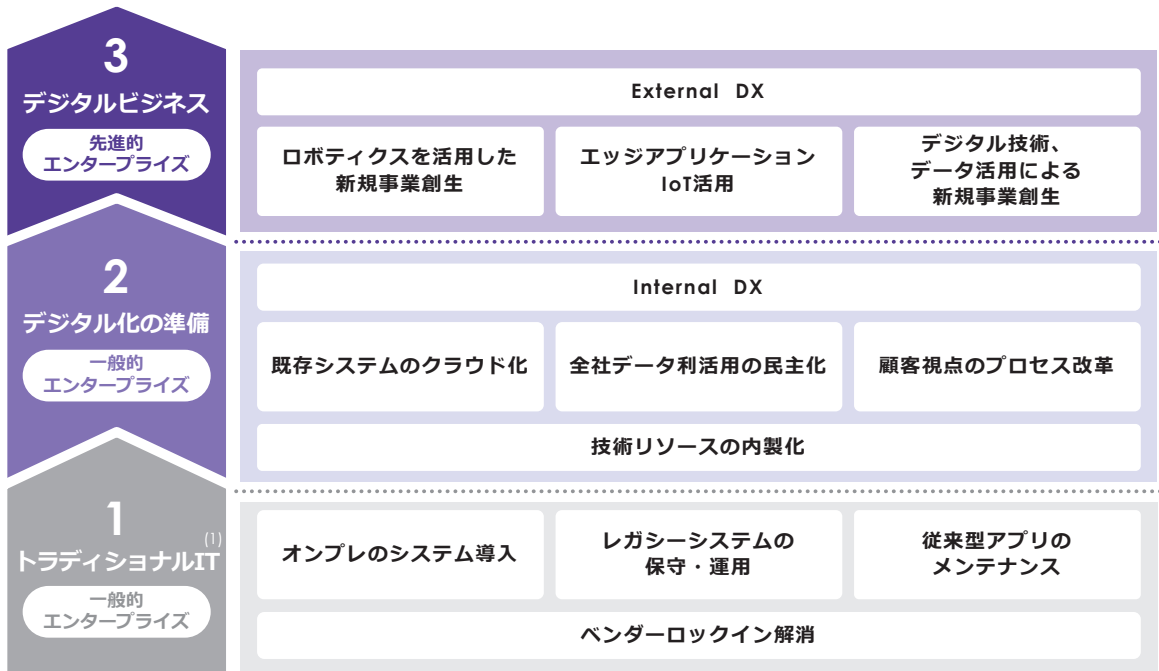 3
デジタルビジネス
先進的
エンタープライズ
External DX
ロボティクスを活用した
新規事業創生
エッジアプリケーション
IoT活用
デジタル技術、
データ活用による
新規事業創生
2
デジタル化の準備
一般的
エンタープライズ
Internal DX
既存システムのクラウド化
全社データ利活用の民主化
顧客視点のプロセス改革
技術リソースの内製化
1
トラディショナルIT(1)
一般的
エンタープライズ
オンプレのシステム導入
レガシーシステムの
保守・運用
従来型アプリの
メンテナンス
ベンダーロックイン解消